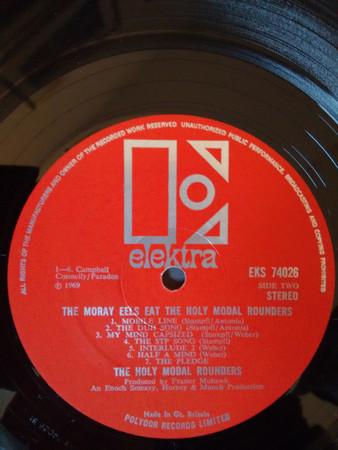 ALL RIGHTS OF THE MANUFACTURERS AND OWNER OF THE RECORDED WORK RESERVED UNAUTHORIZED PUBLIC PERFORMANCE, BROADCASTING AND COPYING PROHIBITED.
elektra
1—6. Campbell
Connelly/Paradox
℗ 1969
EKS 74026
SIDE TWO
STEREO
THE MORAY EELS EAT THE HOLY MODAL ROUNDERS
1. MOBILE LINE (Stampfl/Antonia)
2. THE DUH SONG (Stampfl/Antonia)
3. MY MIND CAPSIZED (Stampfl/Weber)
4. THE STP SONG (Stampfl)
5. INTERLUDE 2 (Weber)
6. HALF A MIND (Weber)
7. THE PLEDGE
THE HOLY MODAL ROUNDERS
Produced by Frazier Mohawk
An Enoch Smeavy, Horney & Munch Production
Made in Gt. Britain
POLYDOR RECORDS LIMITED